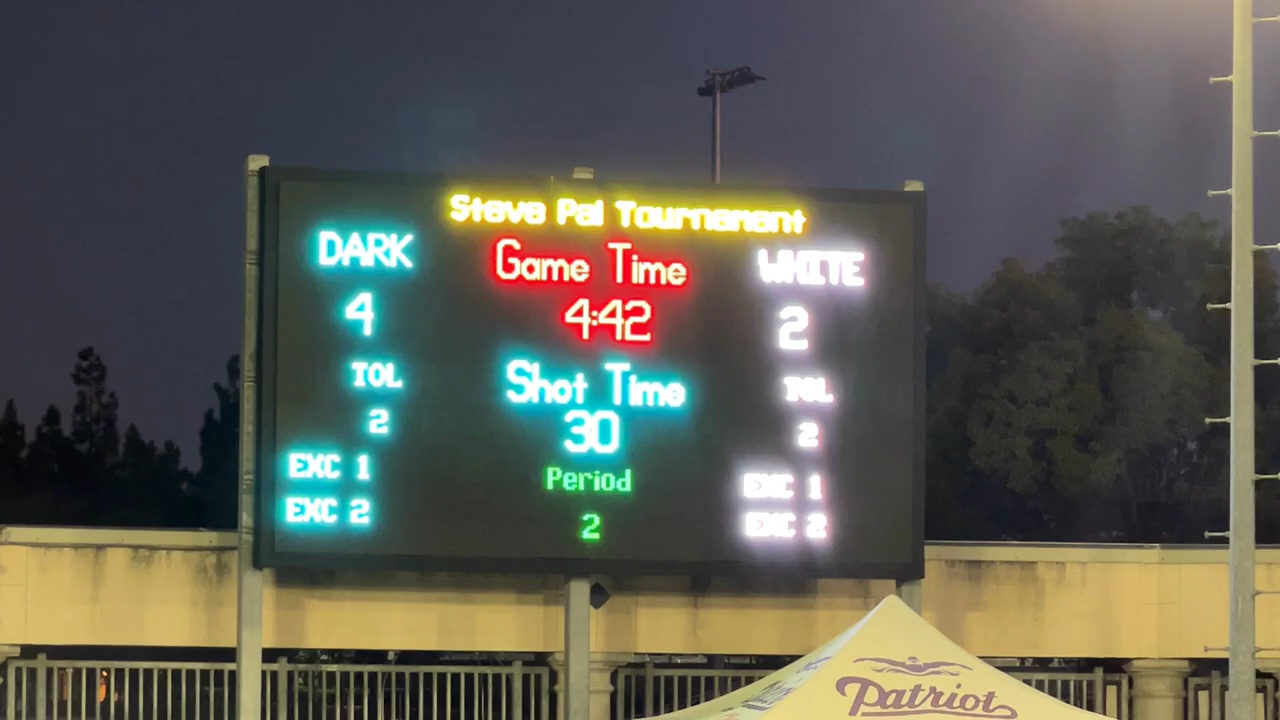 Steve Pal Tournament
DARK
Game Time
WHITE
4
4:42
2
TOL
Shot Time
TOL
2
30
2
EXC 1
Period
EXC 1
EXC 2
2
EXC 2
Patriot